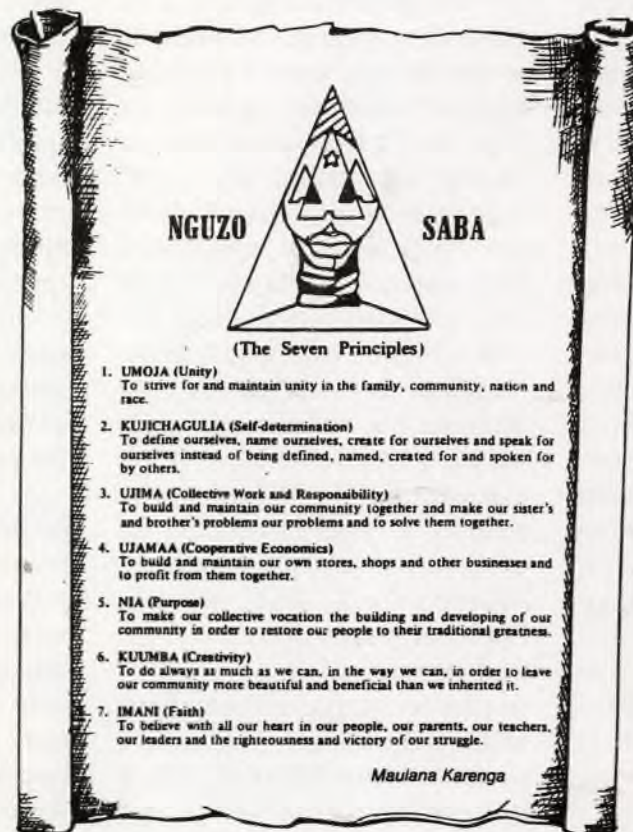 NGUZO SABA
(The Seven Principles)
1. UMOJA (Unity)
To strive for and maintain unity in the family, community, nation and
race.
2. KUJICHAGULIA (Self-determination)
To define ourselves, name ourselves, create for ourselves and speak for
ourselves instead of being defined, named, created for and spoken for
by others.
3. UJIMA (Collective Work and Responsibility)
To build and maintain our community together and make our sister's
and brother's problems our problems and to solve them together.
4. UJAMAA (Cooperative Economics)
To build and maintain our own stores, shops and other businesses and
to profit from them together.
5. NIA (Purpose)
To make our collective vocation the building and developing of our
community in order to restore our people to their traditional greatness.
6. KUUMBA (Creativity)
To do always as much as we can, in the way we can, in order to leave
our community more beautiful and beneficial than we inherited it.
7. IMANI (Faith)
To believe with all our heart in our people, our parents, our teachers,
our leaders and the righteousness and victory of our struggle.
Maulana Karenga